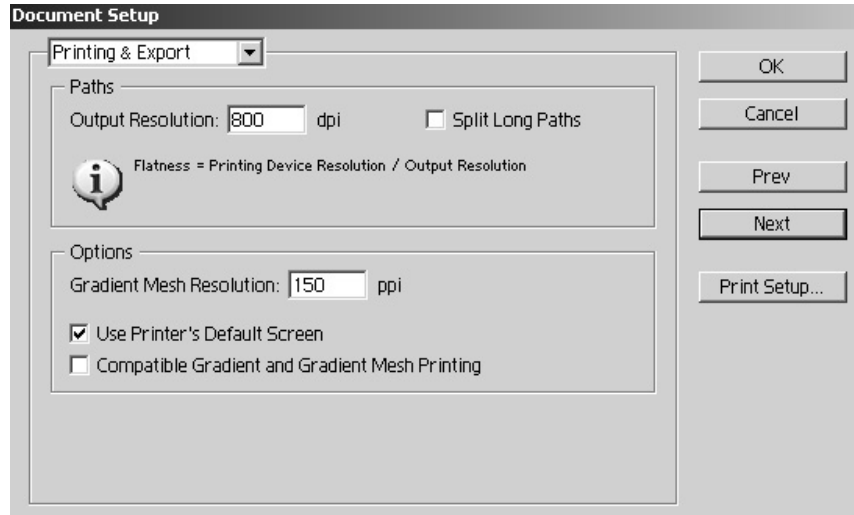 Document Setup
Printing & Export
OK
Paths
Output Resolution: 800 dpi
Split Long Paths
Cancel
Flatness = Printing Device Resolution / Output Resolution
Prev
Next
Options
Gradient Mesh Resolution: 150 ppi
Print Setup...
Use Printer's Default Screen
Compatible Gradient and Gradient Mesh Printing